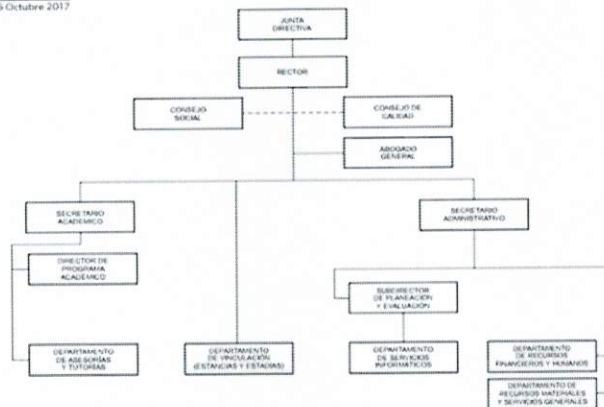 Octubre 2017
JUNTA
DIRECTIVA
RECTOR
CONSEJO
SOCIAL
CONSEJO DE
CALIDAD
ABOGADO
GENERAL
SECRETARIO
ACADÉMICO
SECRETARIO
ADMINISTRATIVO
DIRECTOR DE
PROGRAMA
ACADÉMICO
SUBDIRECTOR
DE PLANEACIÓN
Y EVALUACIÓN
DEPARTAMENTO
DE ASESORÍAS
Y TUTORÍAS
DEPARTAMENTO
DE VINCULACIÓN
(ESTANCIAS Y ESTADÍAS)
DEPARTAMENTO
DE SERVICIOS
INFORMÁTICOS
DEPARTAMENTO
DE RECURSOS
FINANCIEROS Y HUMANOS
DEPARTAMENTO DE
RECURSOS MATERIALES
Y SERVICIOS GENERALES